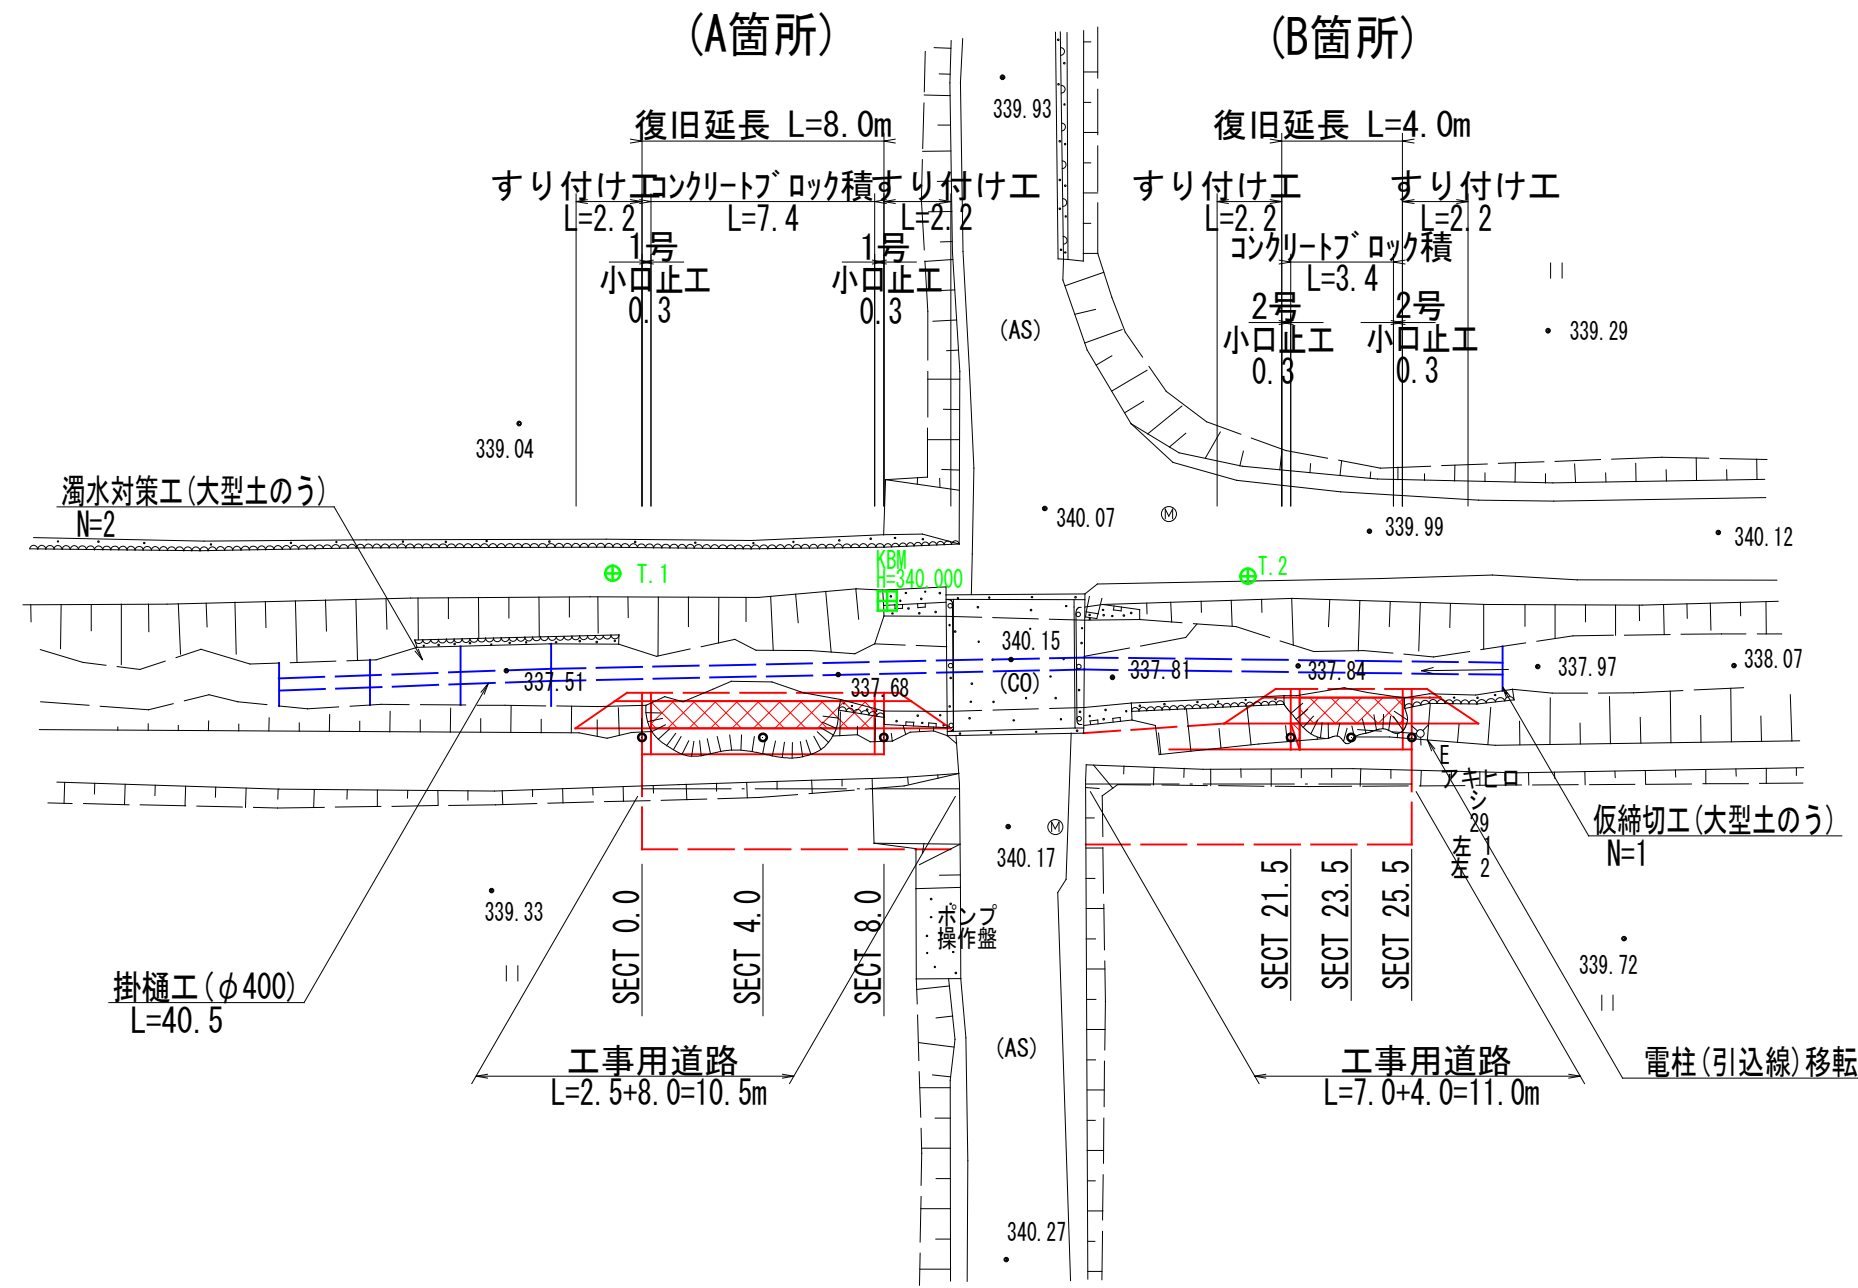 (A箇所)
(B箇所)
339.93
復旧延長 L=8.0m
復旧延長 L=4.0m
すり付け工
コンクリートブロック積
すり付け工
L=2.2
L=7.4
L=2.2
1号
小口止工
0.3
1号
小口止工
0.3
すり付け工
すり付け工
L=2.2
L=2.2
コンクリートブロック積
L=3.4
2号
小口止工
0.3
2号
小口止工
0.3
(AS)
339.29
339.04
濁水対策工(大型土のう)
N=2
340.07
M
339.99
340.12
T.1
KBM
H=340.000
T.2
340.15
(CO)
337.51
337.68
337.81
337.84
337.97
338.07
E
アキヒロ
シ
29
左 1
左 2
仮締切工(大型土のう)
N=1
M
340.17
339.33
SECT 0.0
SECT 4.0
SECT 8.0
ポンプ
操作盤
SECT 21.5
SECT 23.5
SECT 25.5
339.72
掛樋工(φ400)
L=40.5
工事用道路
L=2.5+8.0=10.5m
(AS)
工事用道路
L=7.0+4.0=11.0m
電柱(引込線)移転
340.27